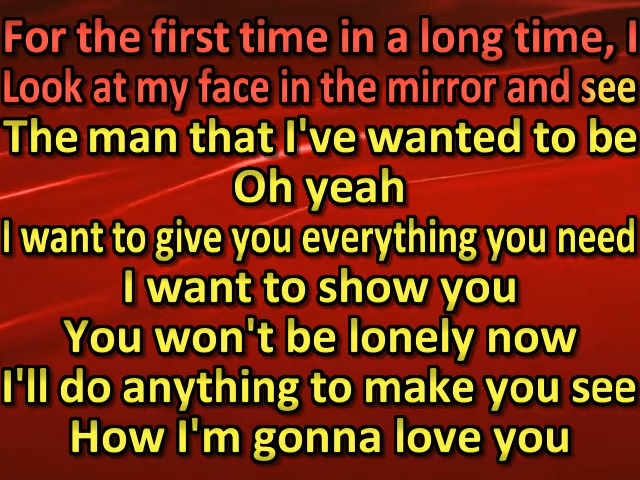 For the first time in a long time, I
Look at my face in the mirror and see
The man that I've wanted to be
Oh yeah
I want to give you everything you need
I want to show you
You won't be lonely now
I'll do anything to make you see
How I'm gonna love you